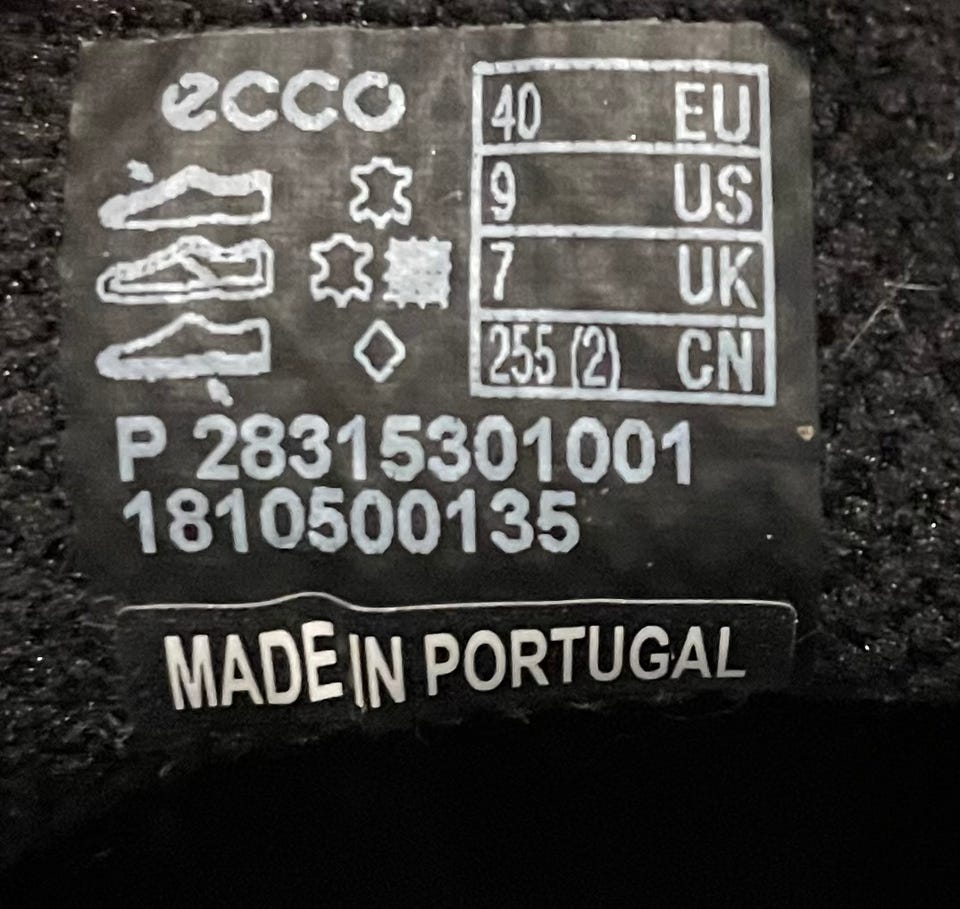 ecco
40 EU
9 US
7 UK
255 (2) CN
P 28315301001
1810500135
MADE IN PORTUGAL